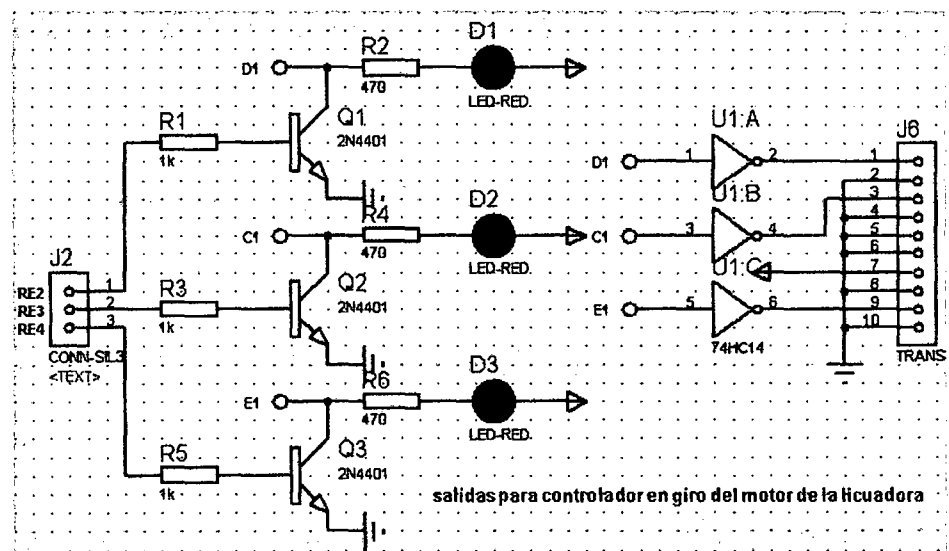 D1
R2
D1
470
LED-RED.
R1
Q1
1k
2N4401
U1:A
J6
D1
1
2
1
2
3
4
5
6
7
8
9
10
R4
D2
U1:B
C1
470
LED-RED.
C1
3
4
U1:C
J2
RE2
RE3
RE4
1
2
3
R3
Q2
1k
2N4401
E1
5
6
74HC14
TRANS
CONN-SIL3
<TEXT>
R6
D3
E1
470
LED-RED.
R5
Q3
1k
2N4401
salidas para controlador en giro del motor de la licuadora